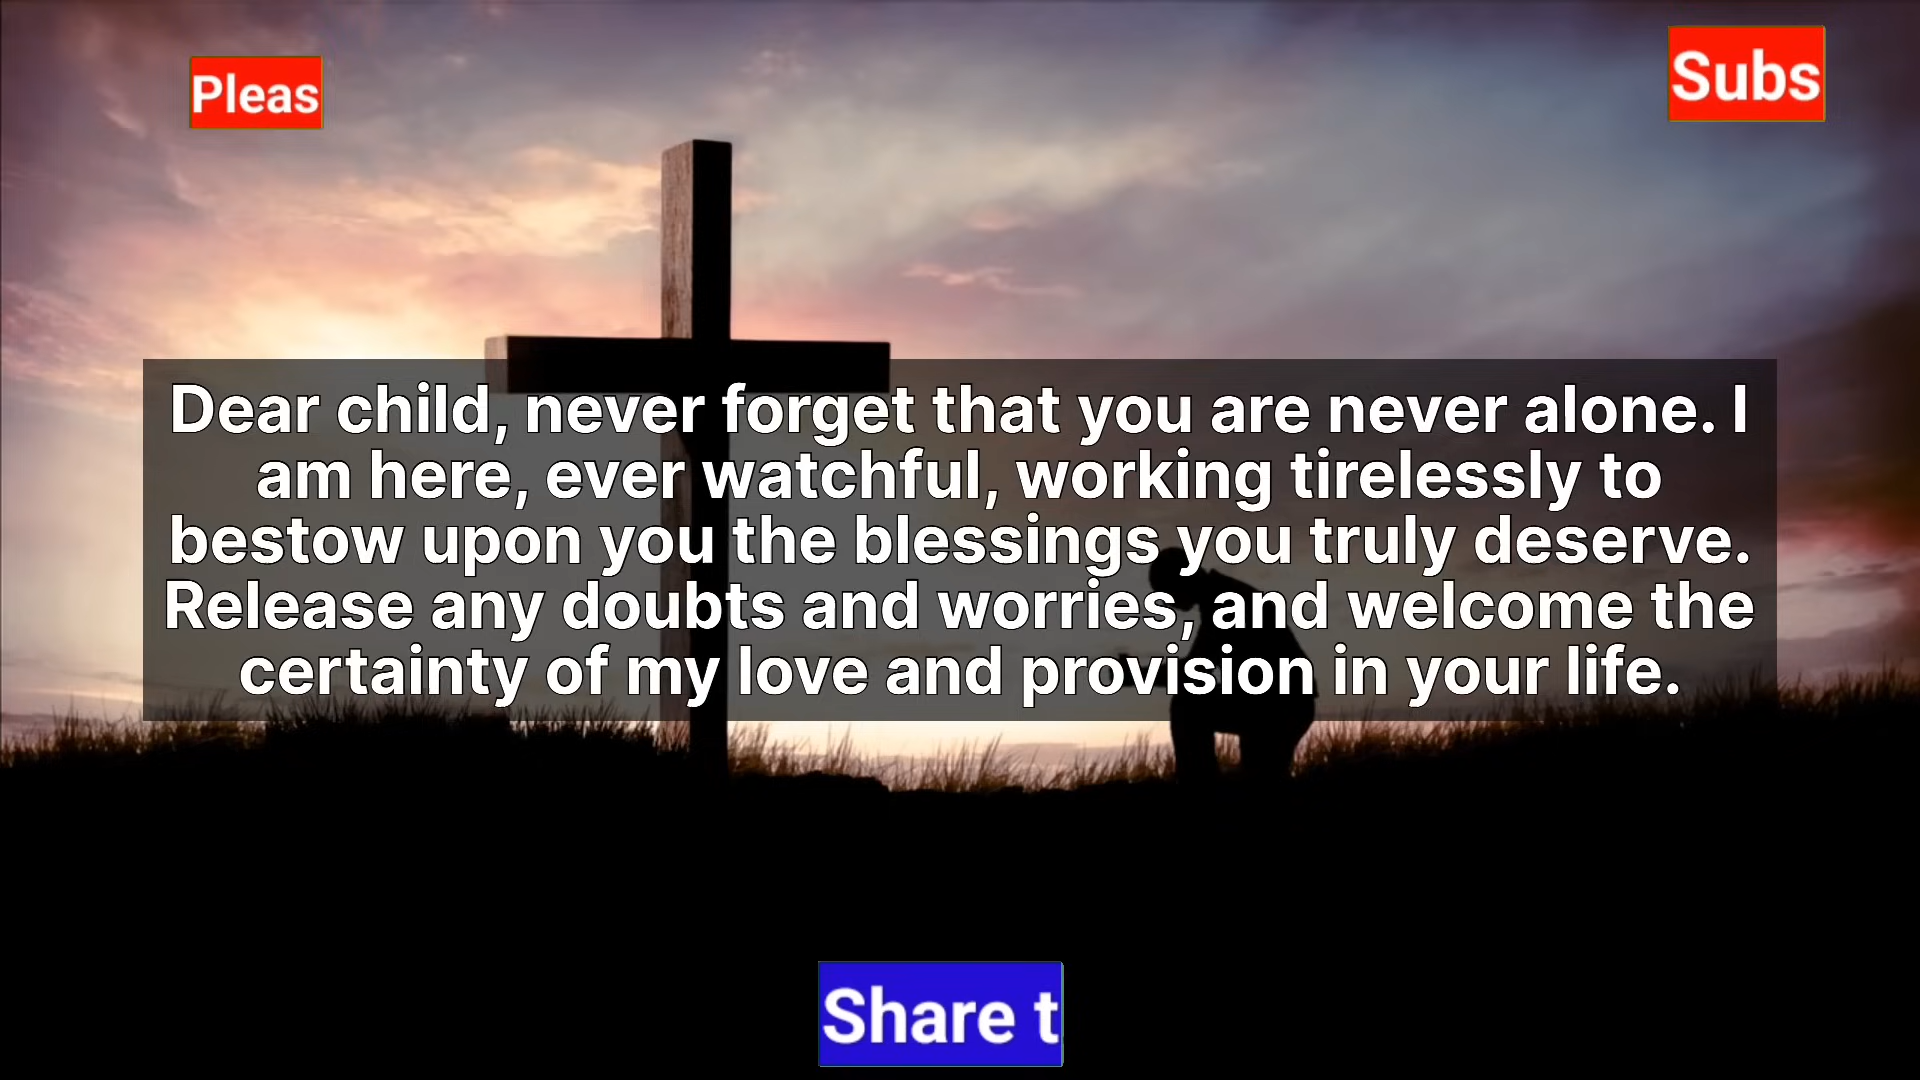 Pleas
Subs
Dear child, never forget that you are never alone. I
am here, ever watchful, working tirelessly to
bestow upon you the blessings you truly deserve.
Release any doubts and worries, and welcome the
certainty of my love and provision in your life.
Share t